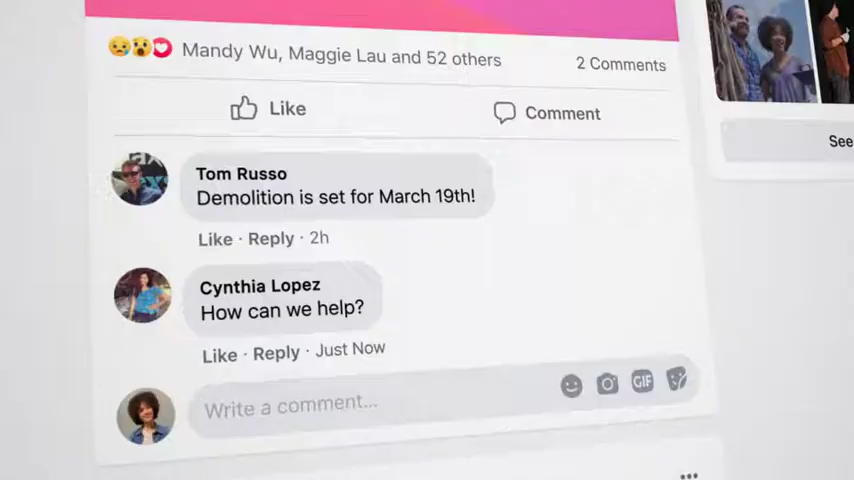 Mandy Wu, Maggie Lau and 52 others
2 Comments
Like
Comment
Tom Russo
Demolition is set for March 19th!
Like · Reply · 2h
Cynthia Lopez
How can we help?
Like · Reply · Just Now
Write a comment...
GIF
See